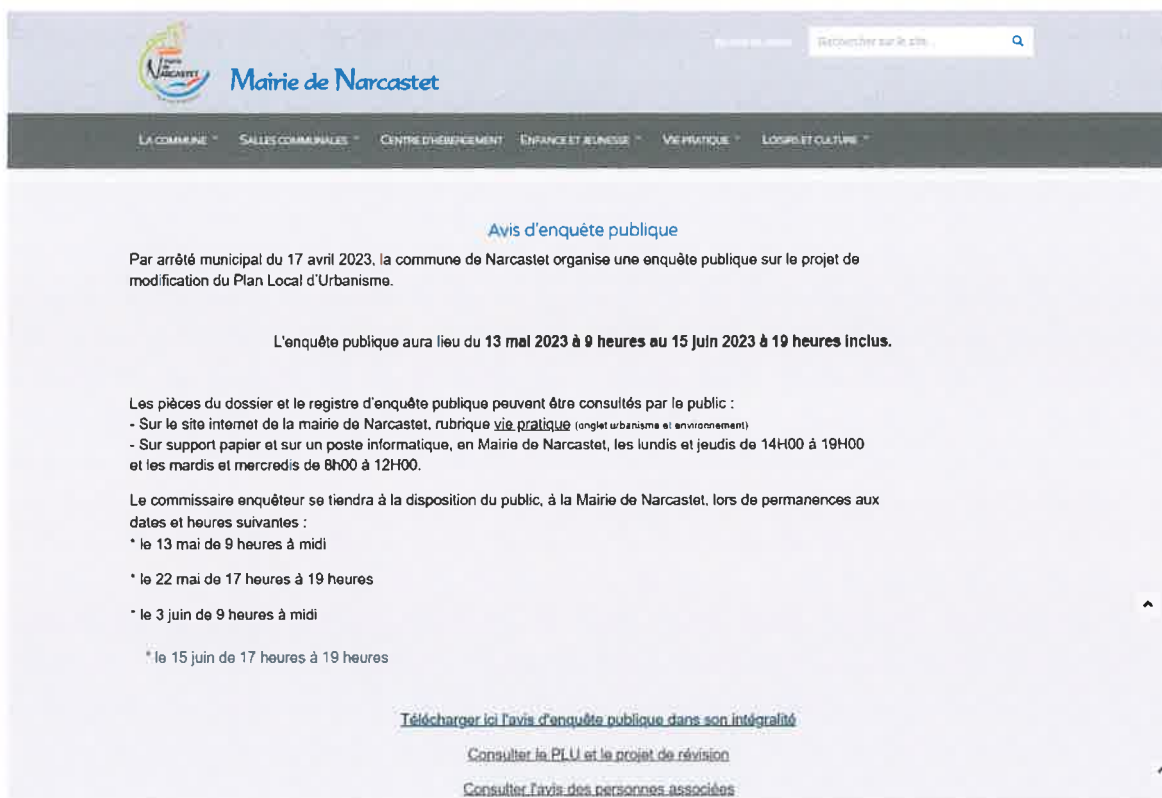 Mairie de Narcastet
Rechercher sur le site...
LA COMMUNE
SALLES COMMUNALES
CENTRE D'HÉBERGEMENT
ENFANCE ET JEUNESSE
VIE PRATIQUE
LOISIRS ET CULTURE
Avis d'enquête publique
Par arrêté municipal du 17 avril 2023, la commune de Narcastet organise une enquête publique sur le projet de
modification du Plan Local d'Urbanisme.
L'enquête publique aura lieu du 13 mai 2023 à 9 heures au 15 juin 2023 à 19 heures inclus.
Les pièces du dossier et le registre d'enquête publique peuvent être consultés par le public :
- Sur le site internet de la mairie de Narcastet, rubrique vie pratique (onglet urbanisme et environnement)
- Sur support papier et sur un poste informatique, en Mairie de Narcastet, les lundis et jeudis de 14H00 à 19H00
et les mardis et mercredis de 8h00 à 12H00.
Le commissaire enquêteur se tiendra à la disposition du public, à la Mairie de Narcastet, lors de permanences aux
dates et heures suivantes :
* le 13 mai de 9 heures à midi
* le 22 mai de 17 heures à 19 heures
* le 3 juin de 9 heures à midi
* le 15 juin de 17 heures à 19 heures
Télécharger ici l'avis d'enquête publique dans son intégralité
Consulter le PLU et le projet de révision
Consulter l'avis des personnes associées